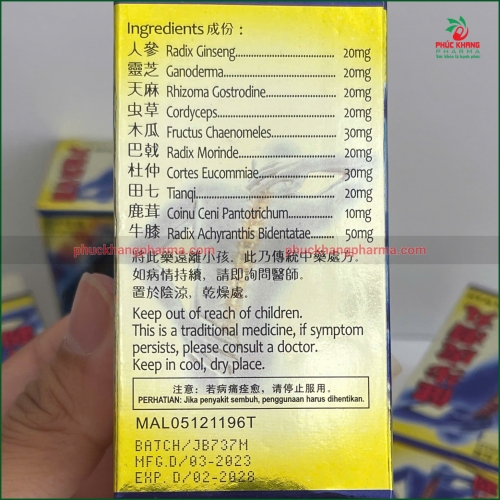 PHÚC KHANG
PHARMA
Ingredients 成份 :
人參 Radix Ginseng..................... 20mg
靈芝 Ganoderma....................... 20mg
天麻 Rhizoma Gostrodine.............. 20mg
虫草 Cordyceps........................ 20mg
木瓜 Fructus Chaenomeles............. 30mg
巴戟 Radix Morinde.................... 20mg
杜仲 Cortes Eucommiae................ 30mg
田七 Tianqi........................... 20mg
鹿茸 Coinu Ceni Pantotrichum.......... 10mg
牛膝 Radix Achyranthis Bidentatae....... 50mg
phuckhangpharma.com
將此藥遠離小孩。此乃傳統中藥處方。
如病情持續，請即詢問醫師。
置於陰涼，乾燥處。
Keep out of reach of children.
This is a traditional medicine, if symptom
persists, please consult a doctor.
Keep in cool, dry place.
注意：若病痛痊愈，请停止服用。
PERHATIAN: Jika penyakit sembuh, penggunaan harus dihentikan.
MAL05121196T
BATCH/JB737M
MFG.D/03-2023
EXP.D/02-2028